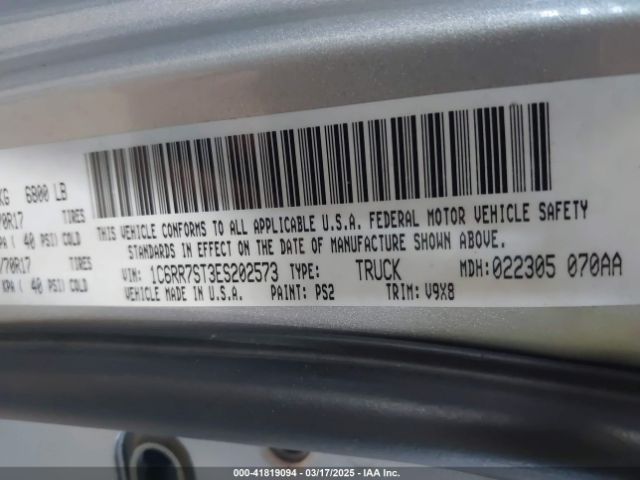 KG 6800 LB
70R17 TIRES
PA ( 40 PSI) COLD
/70R17 TIRES
KPA ( 40 PSI) COLD
THIS VEHICLE CONFORMS TO ALL APPLICABLE U.S.A. FEDERAL MOTOR VEHICLE SAFETY
STANDARDS IN EFFECT ON THE DATE OF MANUFACTURE SHOWN ABOVE.
VIN: 1C6RR7ST3ES202573 TYPE: TRUCK MDH: 022305 070AA
VEHICLE MADE IN U.S.A. PAINT: PS2 TRIM: V9X8
000-41819094 — 03/17/2025 — IAA Inc.